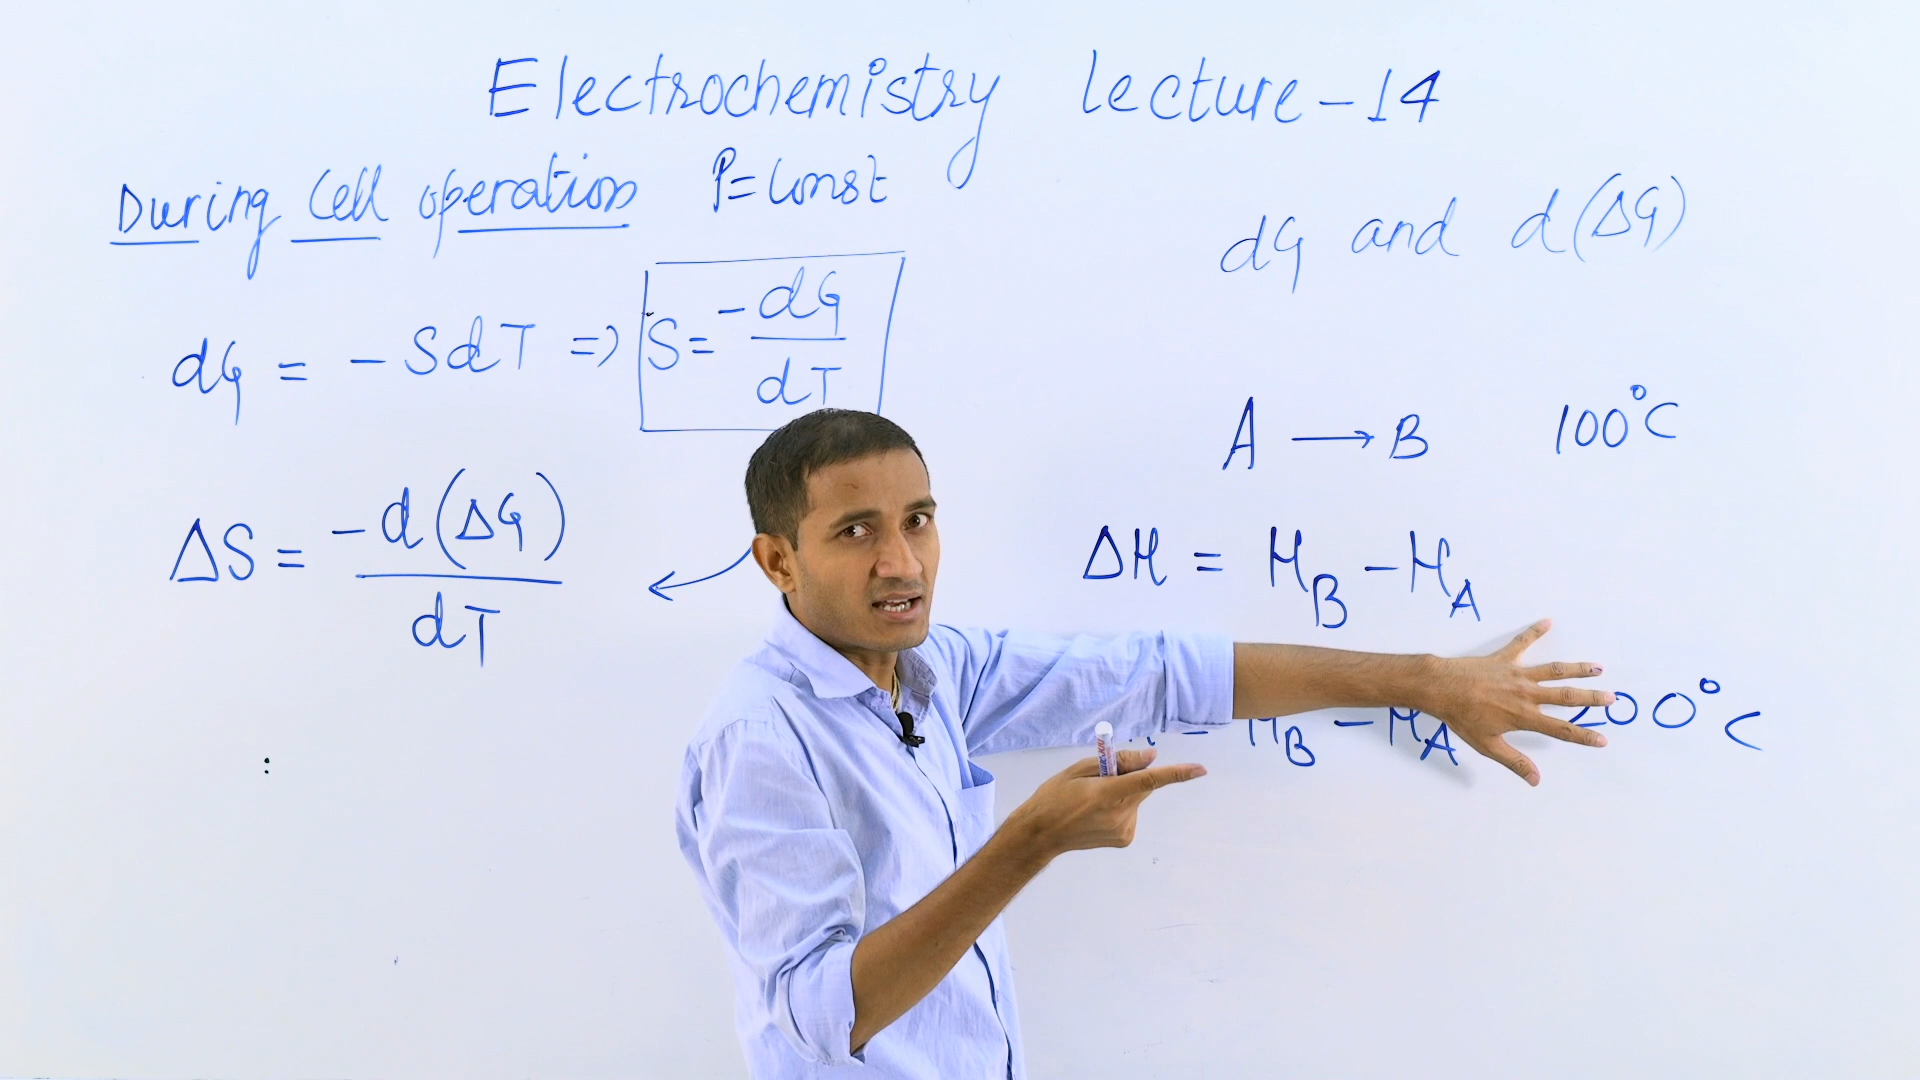 Electrochemistry lecture - 14
During Cell operation P = Const
dG and d(ΔG)
dG = - SdT => S = -dG/dT
A → B 100°C
ΔS = -d(ΔG)/dT
ΔH = H_B - H_A
= H_B - H_A 200°C